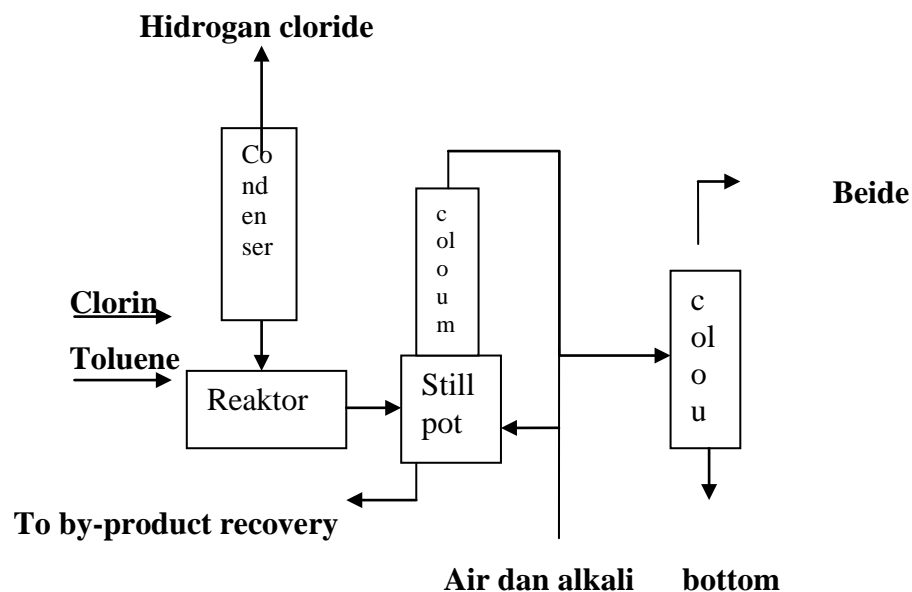 Hidrogan cloride
Co
nd
en
ser
c
olo
u
m
Beide
Clorin
Toluene
Reaktor
Still
pot
c
ol
o
u
To by-product recovery
Air dan alkali
bottom